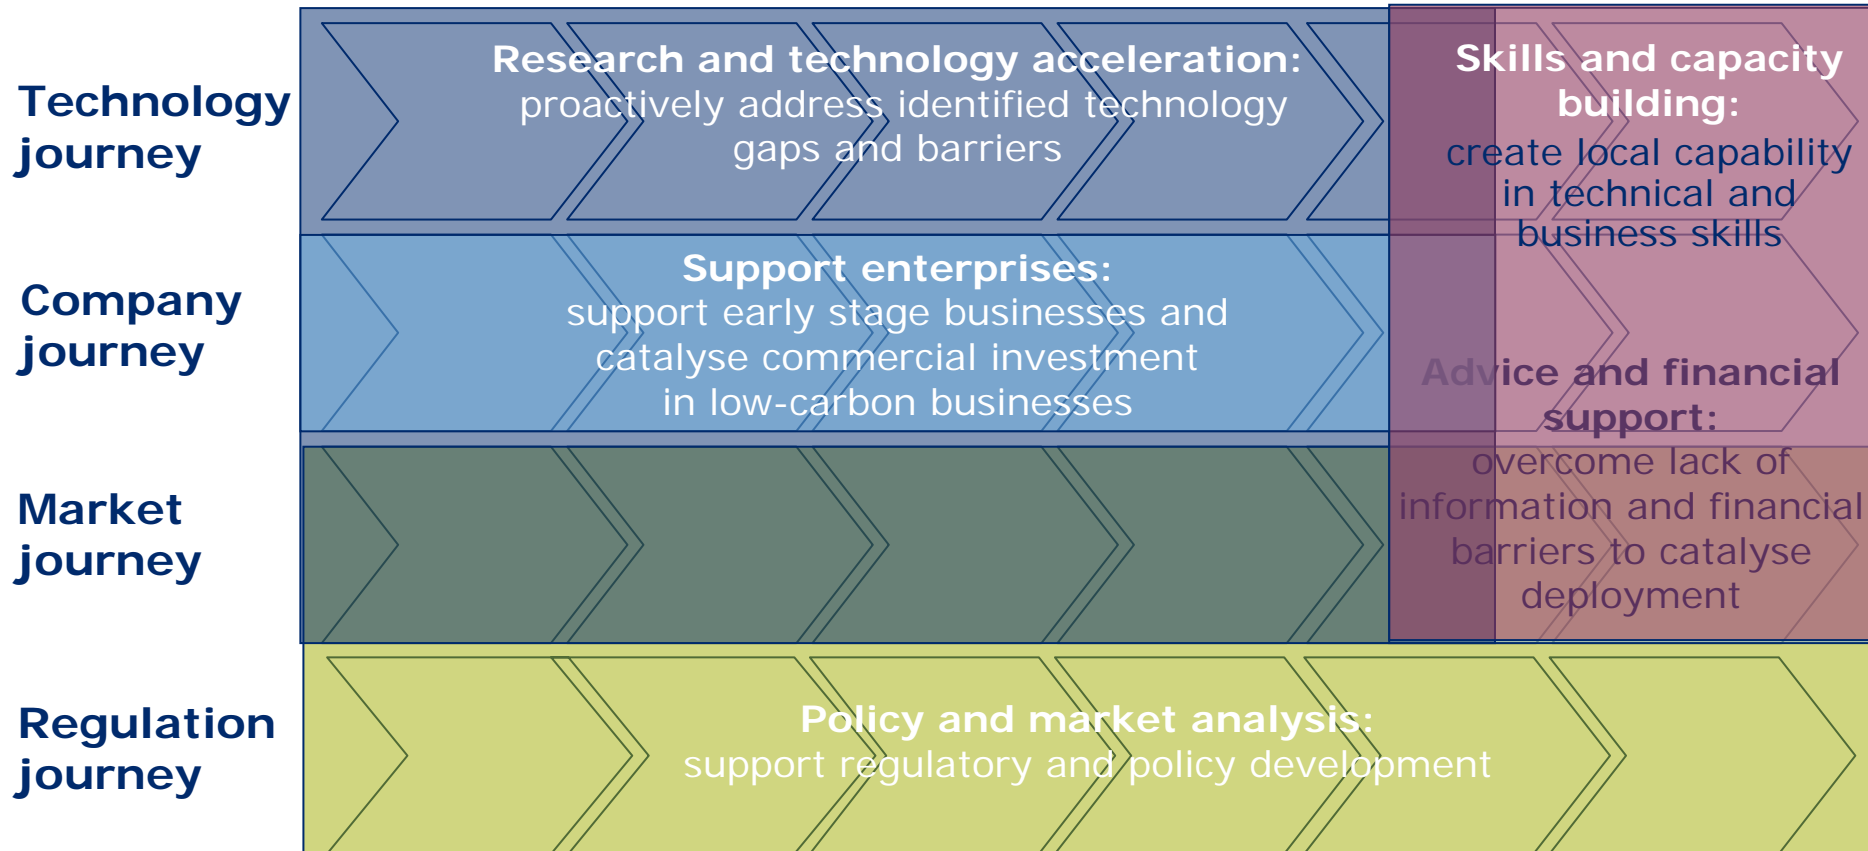 Technology
journey
Research and technology acceleration:
proactively address identified technology
gaps and barriers
Skills and capacity
building:
create local capability
in technical and
business skills
Company
journey
Support enterprises:
support early stage businesses and
catalyse commercial investment
in low-carbon businesses
Advice and financial
support:
overcome lack of
information and financial
barriers to catalyse
deployment
Market
journey
Regulation
journey
Policy and market analysis:
support regulatory and policy development